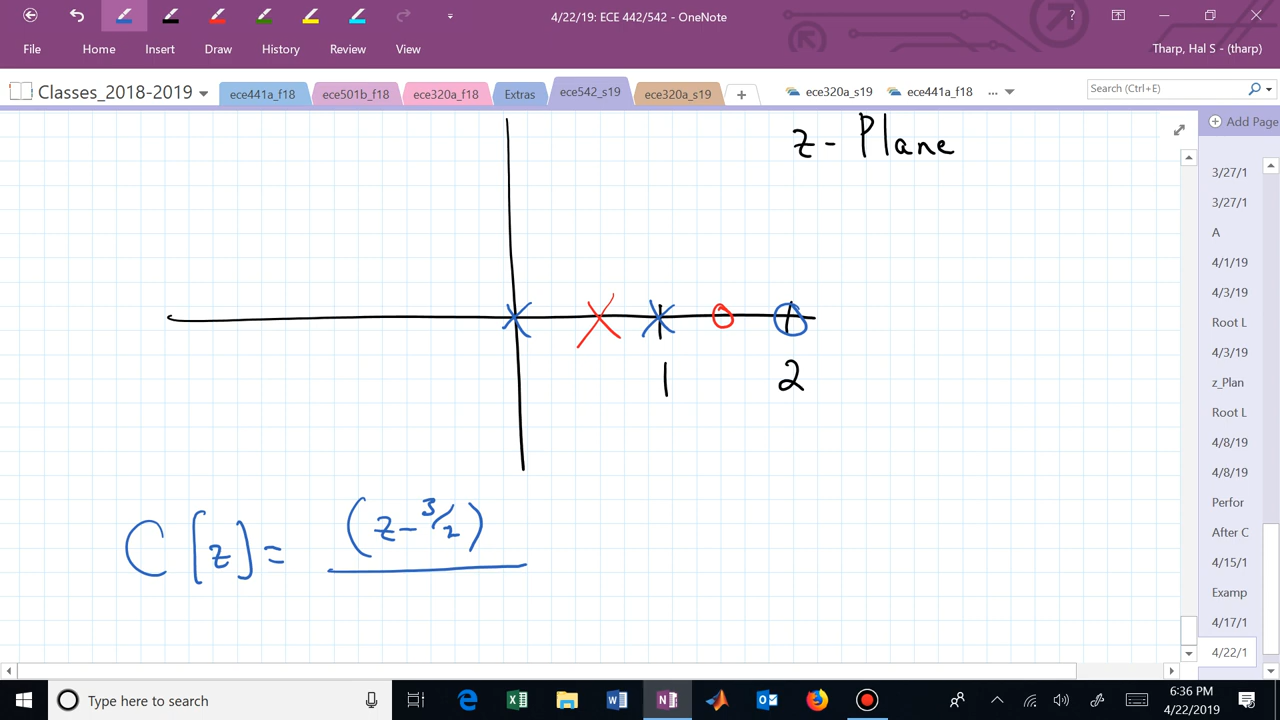 4/22/19: ECE 442/542 - OneNote
?
File Home Insert Draw History Review View
Tharp, Hal S - (tharp)
Classes_2018-2019
ece441a_f18 ece501b_f18 ece320a_f18 Extras ece542_s19 ece320a_s19 + ece320a_s19 ece441a_f18 ...
Search (Ctrl+E)
Add Page
3/27/1
3/27/1
A
4/1/19
4/3/19
Root L
4/3/19
z_Plan
Root L
4/8/19
4/8/19
Perfor
After C
4/15/1
Examp
4/17/1
4/22/1
z - Plane
1 2
C[z] = (z - 3/2)
Type here to search
6:36 PM
4/22/2019